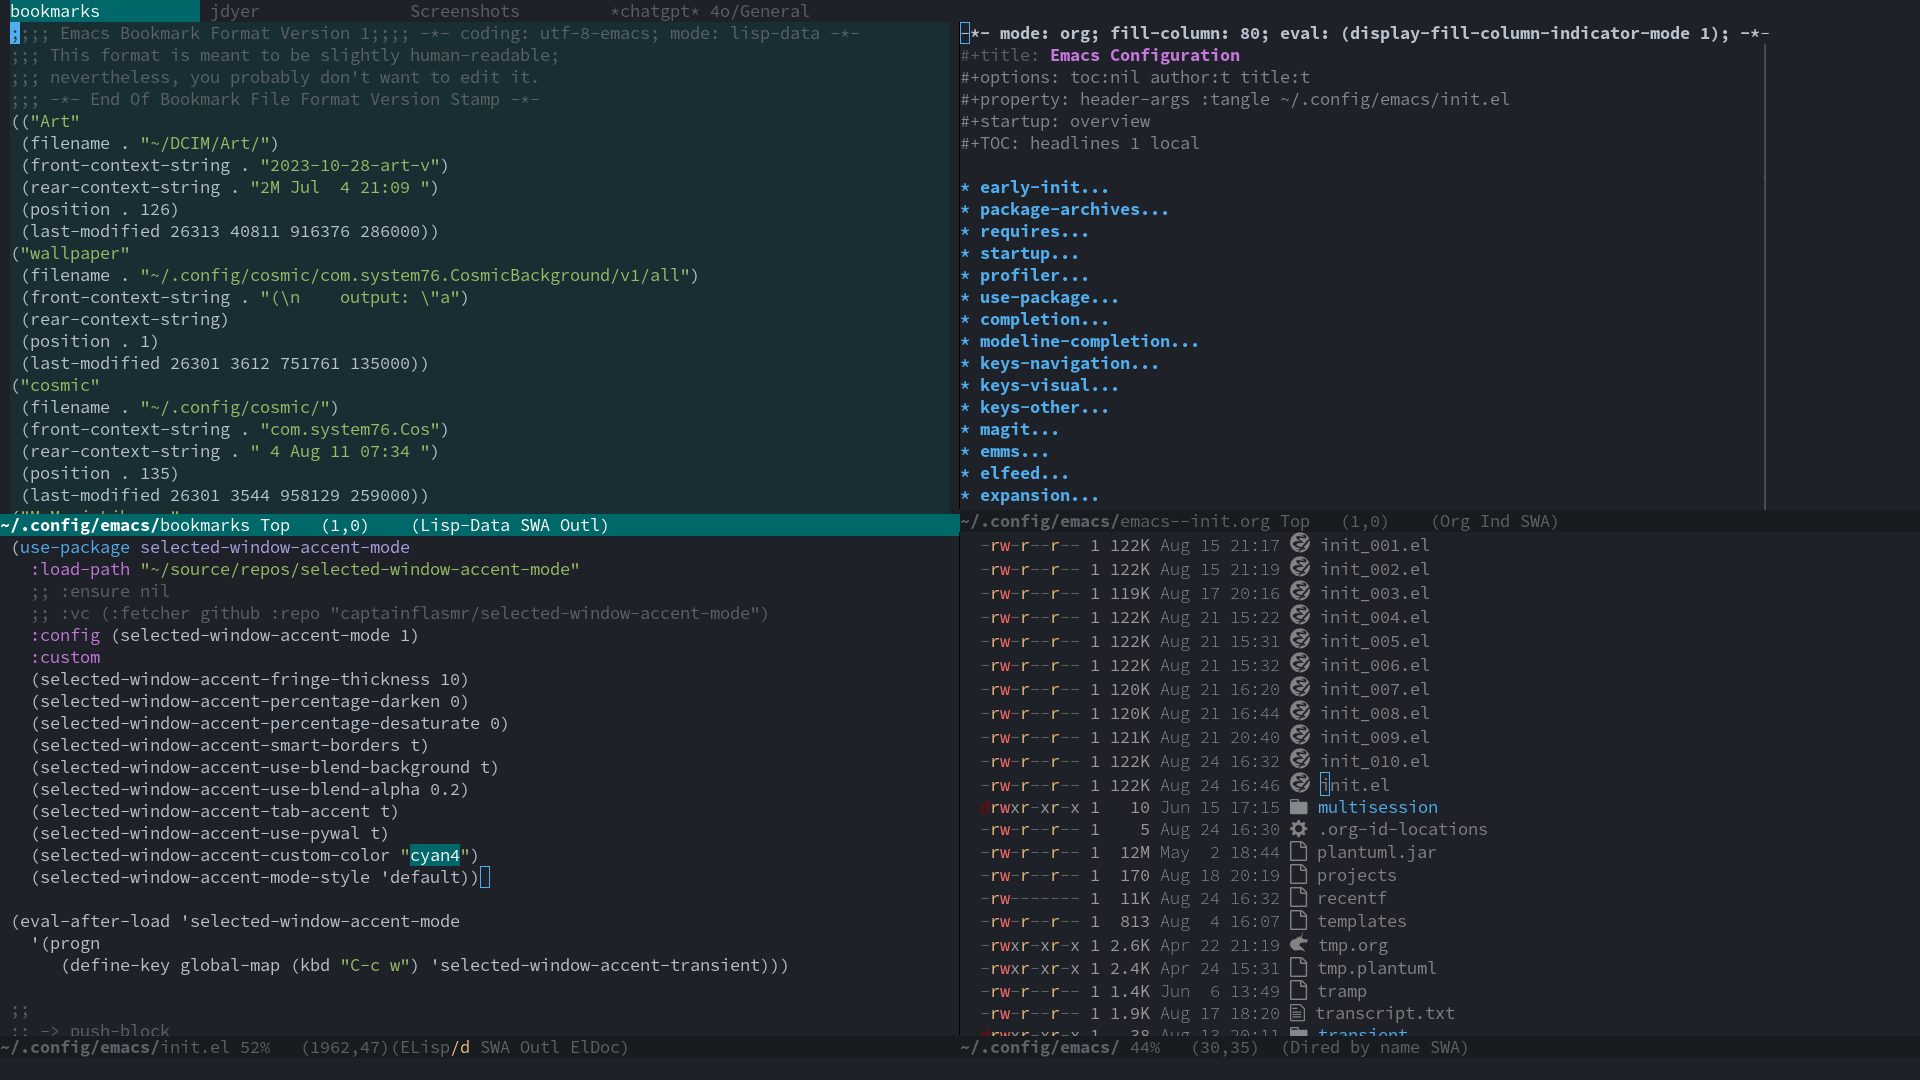 bookmarks jdyer Screenshots *chatgpt* 4o/General
;;;; Emacs Bookmark Format Version 1;;;; -*- coding: utf-8-emacs; mode: lisp-data -*-
;;; This format is meant to be slightly human-readable;
;;; nevertheless, you probably don't want to edit it.
;;; -*- End Of Bookmark File Format Version Stamp -*-
(("Art"
(filename . "~/DCIM/Art/")
(front-context-string . "2023-10-28-art-v")
(rear-context-string . "2M Jul  4 21:09 ")
(position . 126)
(last-modified 26313 40811 916376 286000))
("wallpaper"
(filename . "~/.config/cosmic/com.system76.CosmicBackground/v1/all")
(front-context-string . "(\n    output: \"a")
(rear-context-string)
(position . 1)
(last-modified 26301 3612 751761 135000))
("cosmic"
(filename . "~/.config/cosmic/")
(front-context-string . "com.system76.Cos")
(rear-context-string . " 4 Aug 11 07:34 ")
(position . 135)
(last-modified 26301 3544 958129 259000))
~/.config/emacs/bookmarks Top (1,0) (Lisp-Data SWA Outl)
(use-package selected-window-accent-mode
:load-path "~/source/repos/selected-window-accent-mode"
;; :ensure nil
;; :vc (:fetcher github :repo "captainflasmr/selected-window-accent-mode")
:config (selected-window-accent-mode 1)
:custom
(selected-window-accent-fringe-thickness 10)
(selected-window-accent-percentage-darken 0)
(selected-window-accent-percentage-desaturate 0)
(selected-window-accent-smart-borders t)
(selected-window-accent-use-blend-background t)
(selected-window-accent-use-blend-alpha 0.2)
(selected-window-accent-tab-accent t)
(selected-window-accent-use-pywal t)
(selected-window-accent-custom-color "cyan4")
(selected-window-accent-mode-style 'default))
(eval-after-load 'selected-window-accent-mode
'(progn
(define-key global-map (kbd "C-c w") 'selected-window-accent-transient)))
;;
;; -> push-block
~/.config/emacs/init.el 52% (1962,47)(ELisp/d SWA Outl ElDoc)
-*- mode: org; fill-column: 80; eval: (display-fill-column-indicator-mode 1); -*-
#+title: Emacs Configuration
#+options: toc:nil author:t title:t
#+property: header-args :tangle ~/.config/emacs/init.el
#+startup: overview
#+TOC: headlines 1 local
* early-init...
* package-archives...
* requires...
* startup...
* profiler...
* use-package...
* completion...
* modeline-completion...
* keys-navigation...
* keys-visual...
* keys-other...
* magit...
* emms...
* elfeed...
* expansion...
~/.config/emacs/emacs--init.org Top (1,0) (Org Ind SWA)
-rw-r--r-- 1 122K Aug 15 21:17 init_001.el
-rw-r--r-- 1 122K Aug 15 21:19 init_002.el
-rw-r--r-- 1 119K Aug 17 20:16 init_003.el
-rw-r--r-- 1 122K Aug 21 15:22 init_004.el
-rw-r--r-- 1 122K Aug 21 15:31 init_005.el
-rw-r--r-- 1 122K Aug 21 15:32 init_006.el
-rw-r--r-- 1 120K Aug 21 16:20 init_007.el
-rw-r--r-- 1 120K Aug 21 16:44 init_008.el
-rw-r--r-- 1 121K Aug 21 20:40 init_009.el
-rw-r--r-- 1 122K Aug 24 16:32 init_010.el
-rw-r--r-- 1 122K Aug 24 16:46 init.el
drwxr-xr-x 1 10 Jun 15 17:15 multisession
-rw-r--r-- 1 5 Aug 24 16:30 .org-id-locations
-rw-r--r-- 1 12M May 2 18:44 plantuml.jar
-rw-r--r-- 1 170 Aug 18 20:19 projects
-rw------- 1 11K Aug 24 16:32 recentf
-rw-r--r-- 1 813 Aug 4 16:07 templates
-rwxr-xr-x 1 2.6K Apr 22 21:19 tmp.org
-rwxr-xr-x 1 2.4K Apr 24 15:31 tmp.plantuml
-rw-r--r-- 1 1.4K Jun 6 13:49 tramp
-rw-r--r-- 1 1.9K Aug 17 18:20 transcript.txt
drwxr-xr-x 1 38 Aug 13 20:11 transient
~/.config/emacs/ 44% (30,35) (Dired by name SWA)